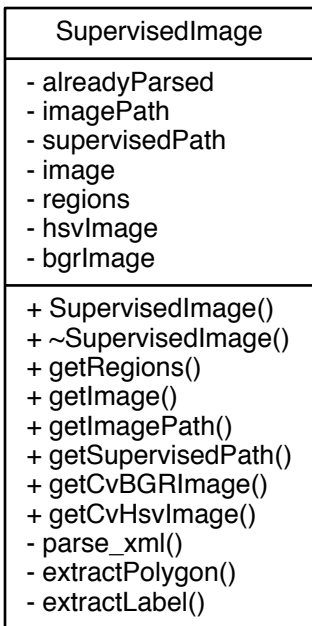 SupervisedImage
- alreadyParsed
- imagePath
- supervisedPath
- image
- regions
- hsvImage
- bgrImage
+ SupervisedImage()
+ ~SupervisedImage()
+ getRegions()
+ getImage()
+ getImagePath()
+ getSupervisedPath()
+ getCvBGRImage()
+ getCvHsvImage()
- parse_xml()
- extractPolygon()
- extractLabel()